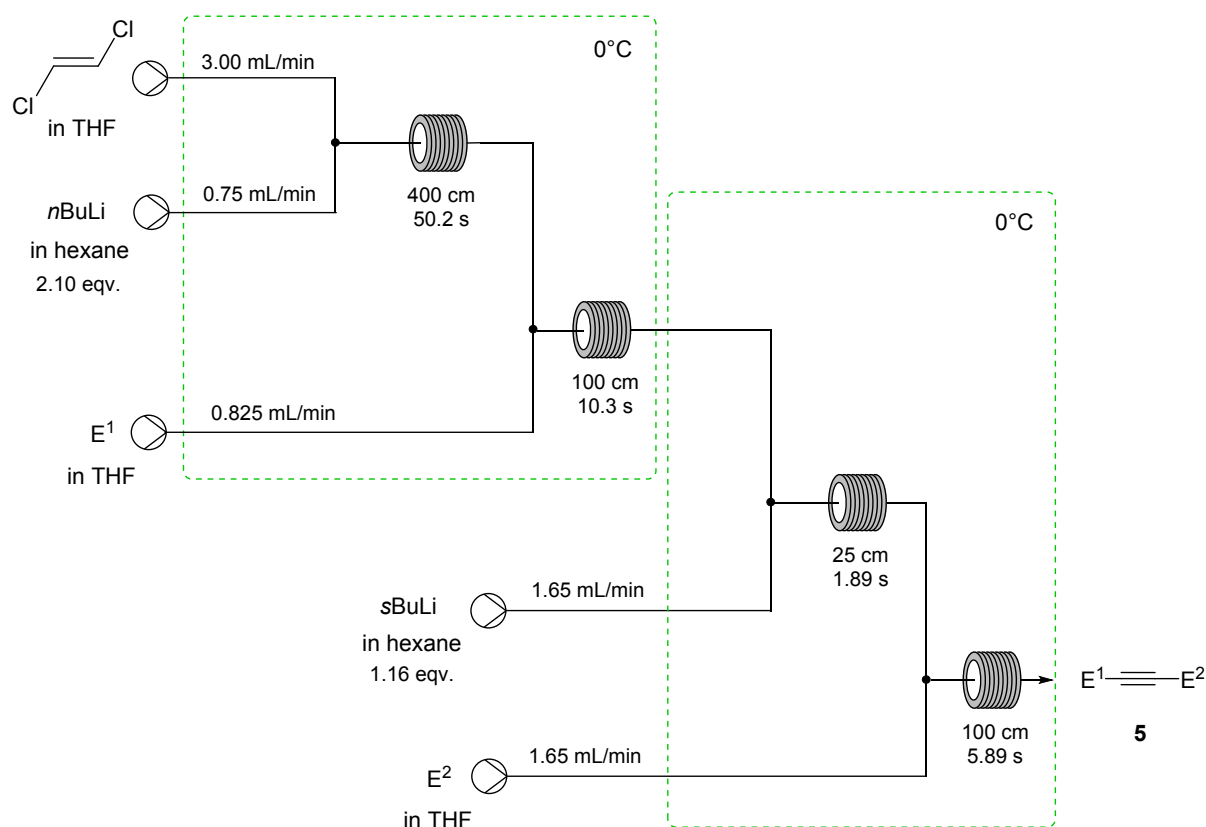 Cl
Cl
in THF
3.00 mL/min
0°C
nBuLi
in hexane
2.10 eqv.
0.75 mL/min
400 cm
50.2 s
0°C
100 cm
10.3 s
E¹
in THF
0.825 mL/min
25 cm
1.89 s
sBuLi
in hexane
1.16 eqv.
1.65 mL/min
E¹ E²
5
100 cm
5.89 s
E²
in THF
1.65 mL/min